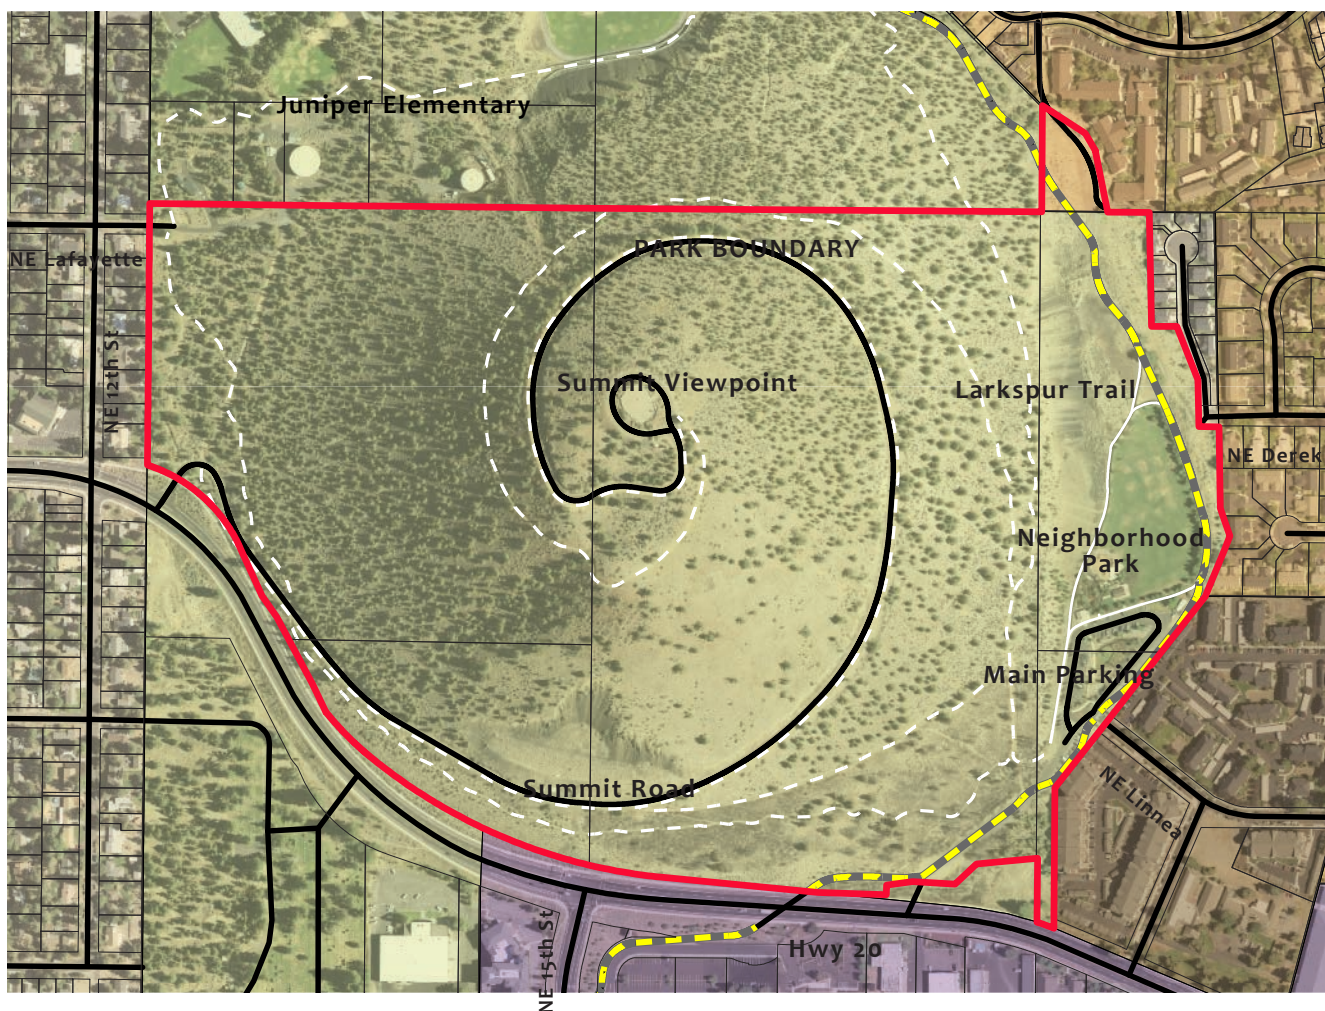 Juniper Elementary
PARK BOUNDARY
NE Lafayette
NE 12th St
Summit Viewpoint
Larkspur Trail
NE Derek
Neighborhood
Park
Main Parking
Summit Road
NE Linnea
Hwy 20
NE 15th St